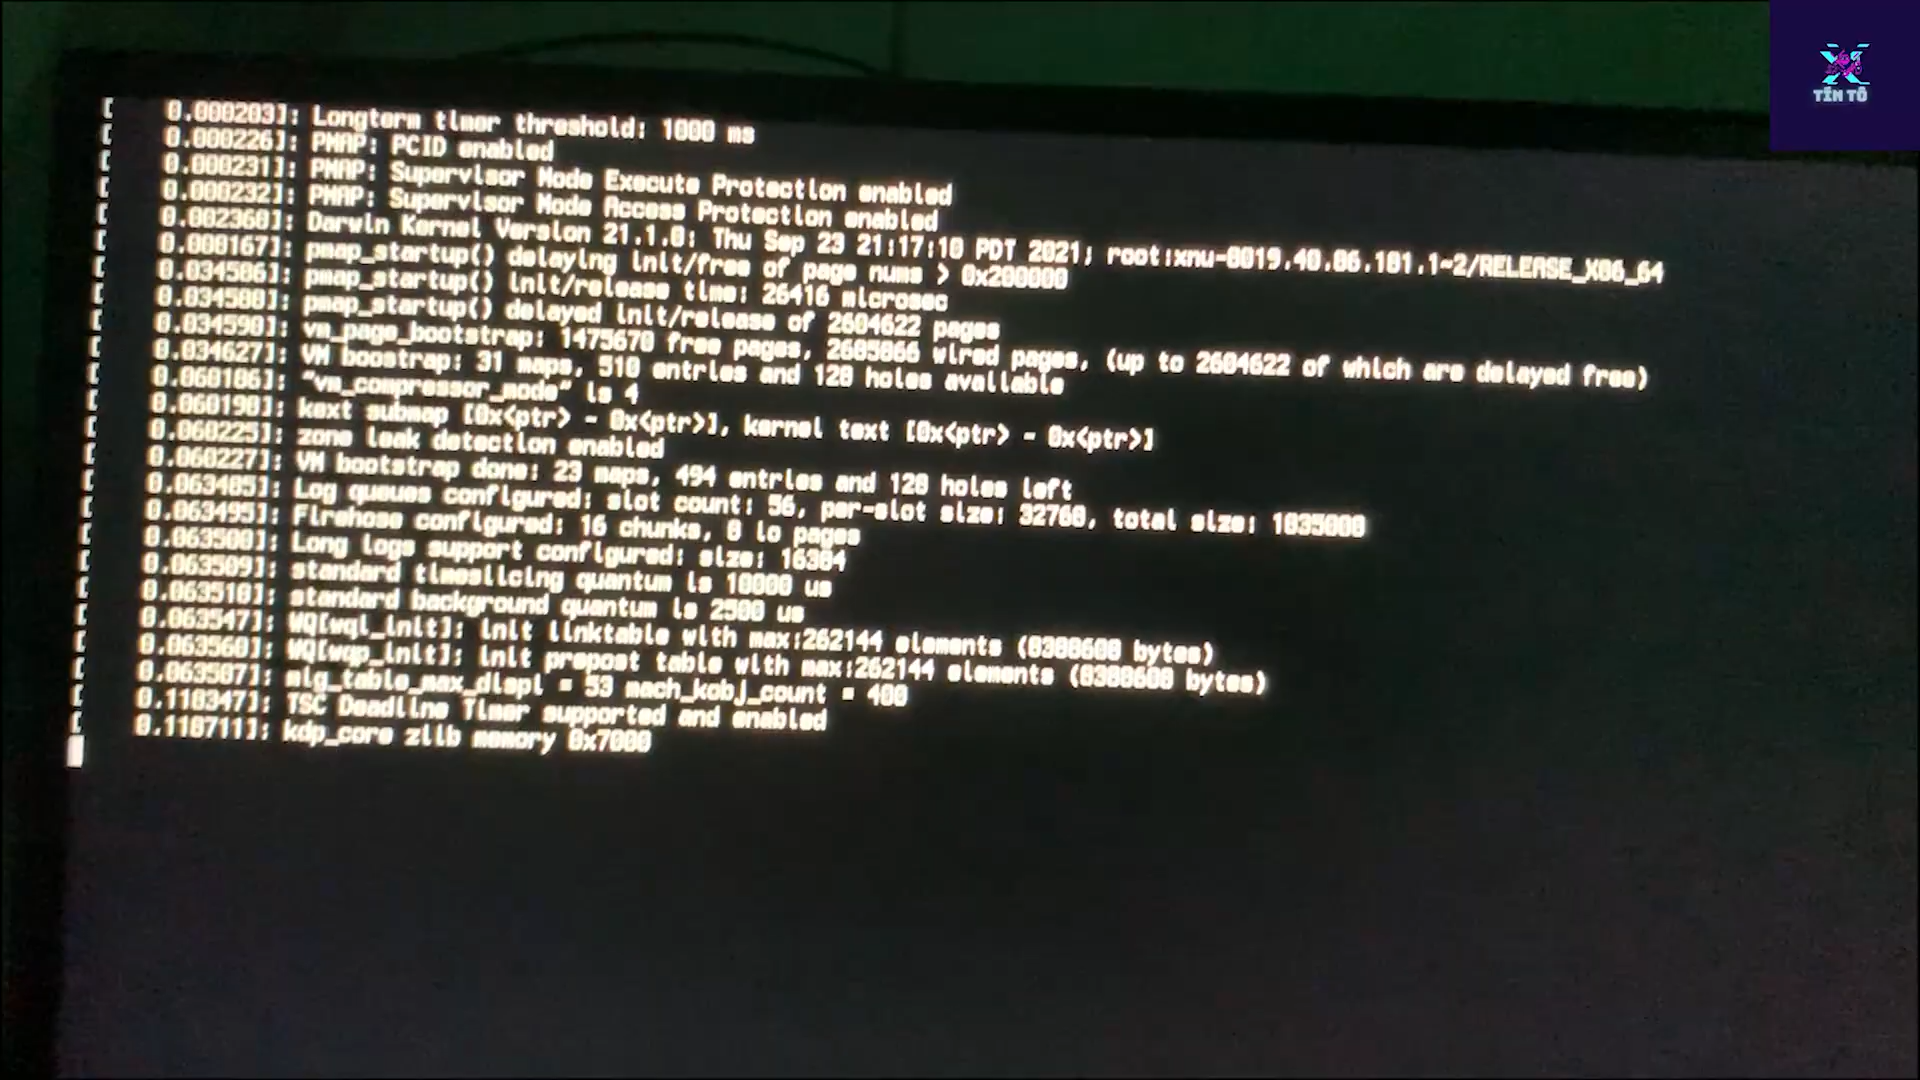 [    0.000203]: Longterm timer threshold: 1000 ms
[    0.000226]: PMAP: PCID enabled
[    0.000231]: PMAP: Supervisor Mode Execute Protection enabled
[    0.000232]: PMAP: Supervisor Mode Access Protection enabled
[    0.002360]: Darwin Kernel Version 21.1.0: Thu Sep 23 21:17:10 PDT 2021; root:xnu-8019.40.86.181.1~2/RELEASE_X86_64
[    0.000167]: pmap_startup() delaying init/free of page nums > 0x200000
[    0.034586]: pmap_startup() init/release time: 26416 microsec
[    0.034588]: pmap_startup() delayed init/release of 2604622 pages
[    0.034590]: vm_page_bootstrap: 1475670 free pages, 2605066 wired pages, (up to 2604622 of which are delayed free)
[    0.034627]: VM boostrap: 31 maps, 510 entries and 128 holes available
[    0.060186]: "vm_compressor_mode" is 4
[    0.060190]: kext submap [0x<ptr> - 0x<ptr>], kernel text [0x<ptr> - 0x<ptr>]
[    0.060225]: zone leak detection enabled
[    0.060227]: VM bootstrap done: 23 maps, 494 entries and 128 holes left
[    0.063485]: Log queues configured: slot count: 56, per-slot size: 32768, total size: 1835008
[    0.063495]: Firehose configured: 16 chunks, 8 io pages
[    0.063500]: Long logs support configured: size: 16384
[    0.063509]: standard timeslicing quantum is 10000 us
[    0.063510]: standard background quantum is 2500 us
[    0.063547]: WQ[wql_init]: init linktable with max:262144 elements (8388608 bytes)
[    0.063560]: WQ[wqp_init]: init prepost table with max:262144 elements (8388608 bytes)
[    0.063587]: mig_table_max_displ = 53 mach_kobj_count = 400
[    0.118347]: TSC Deadline Timer supported and enabled
[    0.118711]: kdp_core zlib memory 0x7000
TÍN TÔ